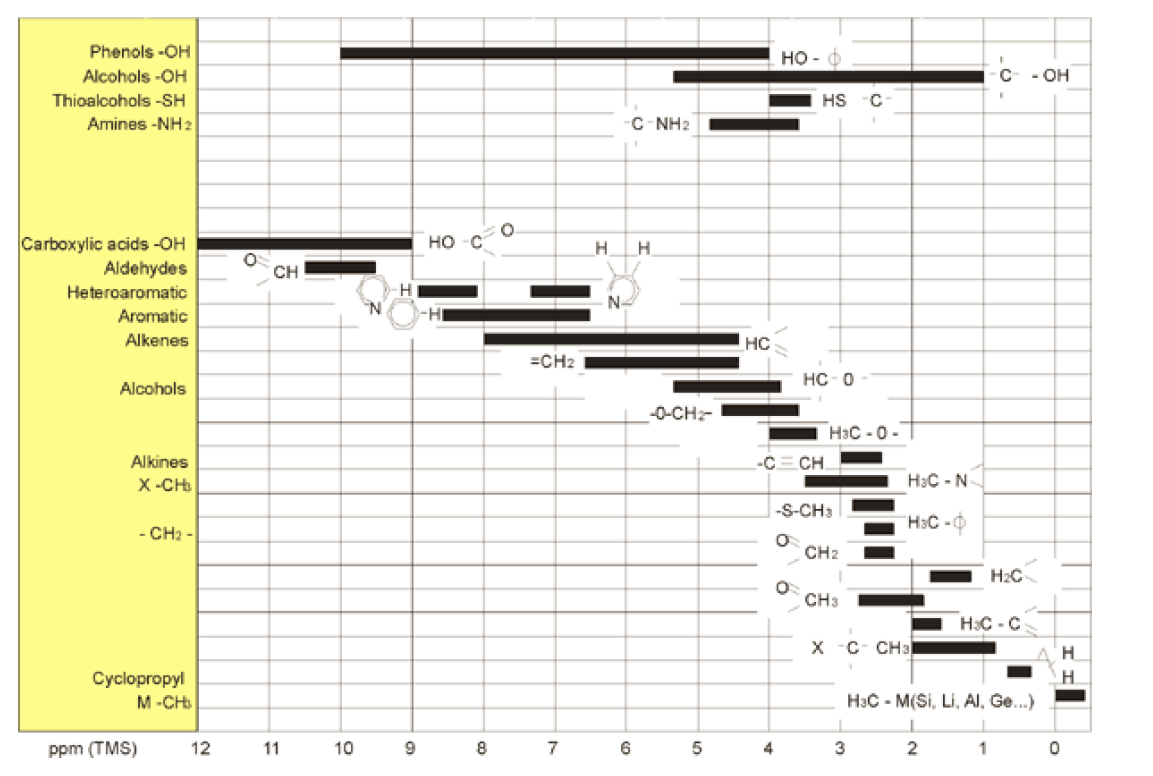 Phenols -OH
HO -
Alcohols -OH
C - OH
Thioalcohols -SH
HS C
Amines -NH2
C NH2
Carboxylic acids -OH
HO C O
Aldehydes
O CH
H H
Heteroaromatic
H
N
N
Aromatic
H
Alkenes
HC
=CH2
Alcohols
HC - 0 -
-0-CH2-
H3C - 0 -
Alkines
-C = CH
X -CH3
H3C - N
-S-CH3
H3C -
- CH2 -
O CH2
H2C
O CH3
H3C - C
X - C - CH3
H
H
Cyclopropyl
M -CH3
H3C - M(Si, Li, Al, Ge...)
ppm (TMS) 12 11 10 9 8 7 6 5 4 3 2 1 0